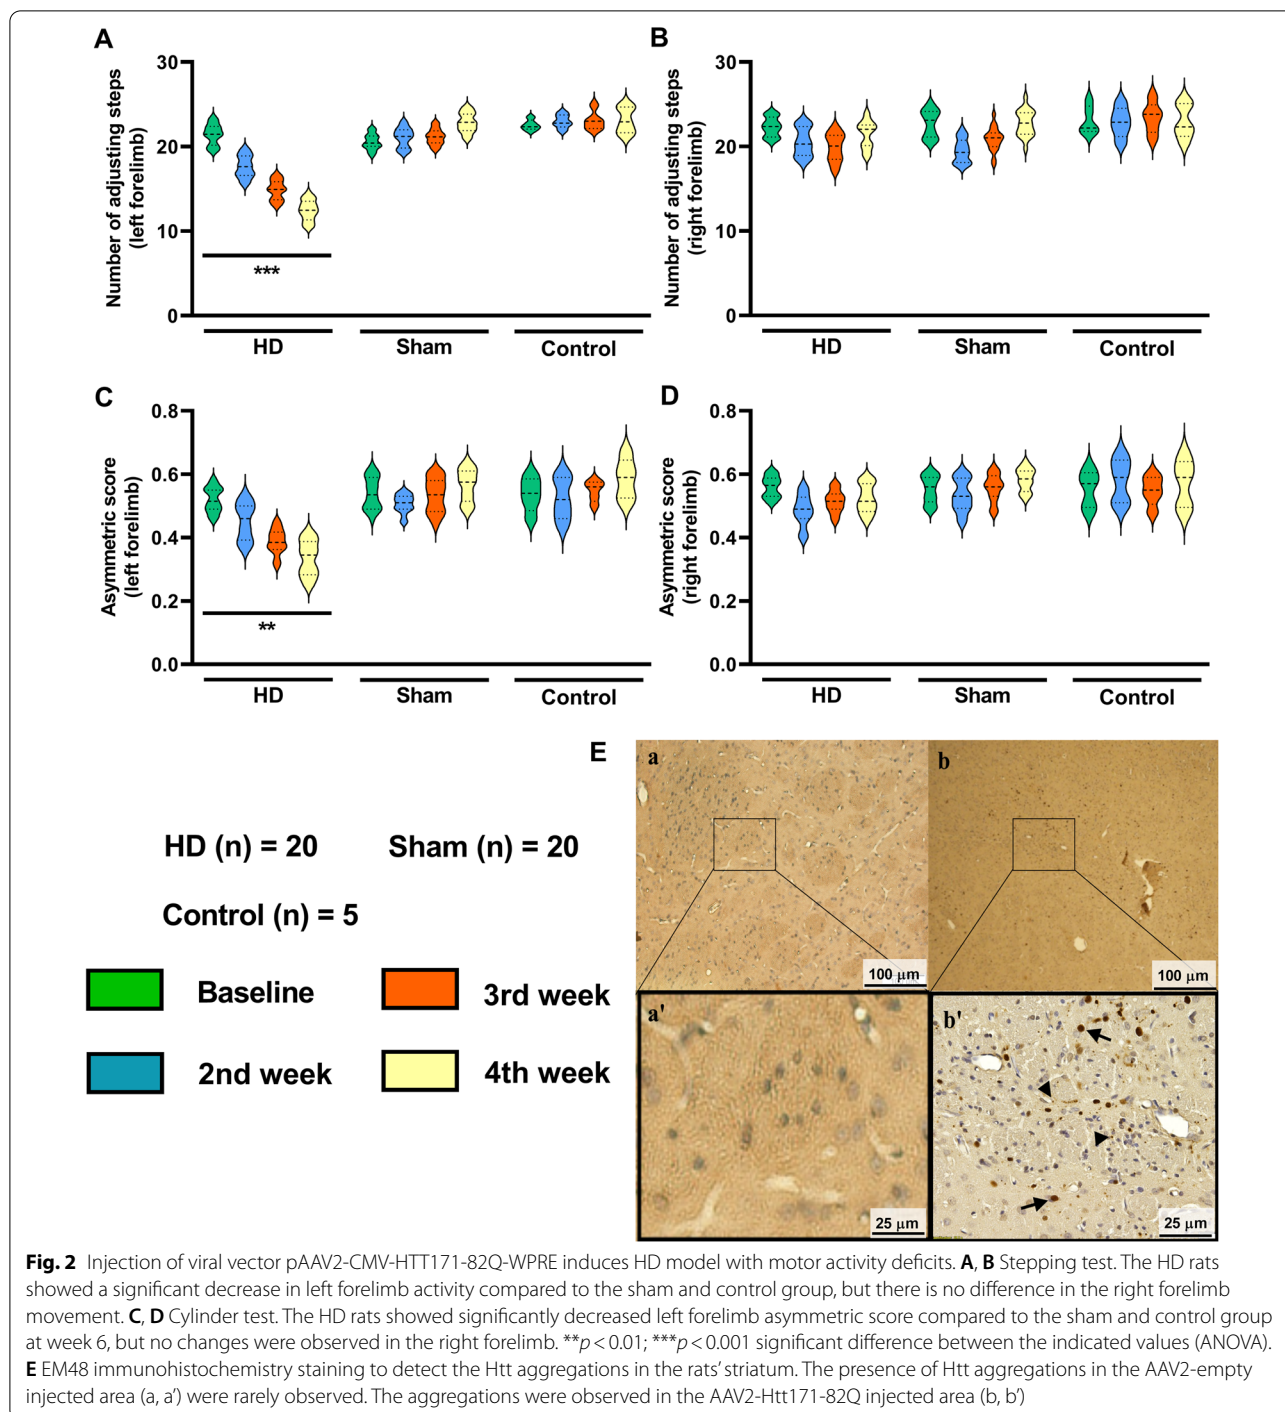 A
Number of adjusting steps
(left forelimb)
30
20
10
0
***
HD
Sham
Control
B
Number of adjusting steps
(right forelimb)
30
20
10
0
HD
Sham
Control
C
Asymmetric score
(left forelimb)
0.8
0.6
0.4
0.2
0.0
**
HD
Sham
Control
D
Asymmetric score
(right forelimb)
0.8
0.6
0.4
0.2
0.0
HD
Sham
Control
HD (n) = 20
Sham (n) = 20
Control (n) = 5
Baseline
3rd week
2nd week
4th week
E
a
100 μm
b
100 μm
a'
25 μm
b'
25 μm
Fig. 2 Injection of viral vector pAAV2-CMV-HTT171-82Q-WPRE induces HD model with motor activity deficits. A, B Stepping test. The HD rats
showed a significant decrease in left forelimb activity compared to the sham and control group, but there is no difference in the right forelimb
movement. C, D Cylinder test. The HD rats showed significantly decreased left forelimb asymmetric score compared to the sham and control group
at week 6, but no changes were observed in the right forelimb. **p < 0.01; ***p < 0.001 significant difference between the indicated values (ANOVA).
E EM48 immunohistochemistry staining to detect the Htt aggregations in the rats' striatum. The presence of Htt aggregations in the AAV2-empty
injected area (a, a') were rarely observed. The aggregations were observed in the AAV2-Htt171-82Q injected area (b, b')